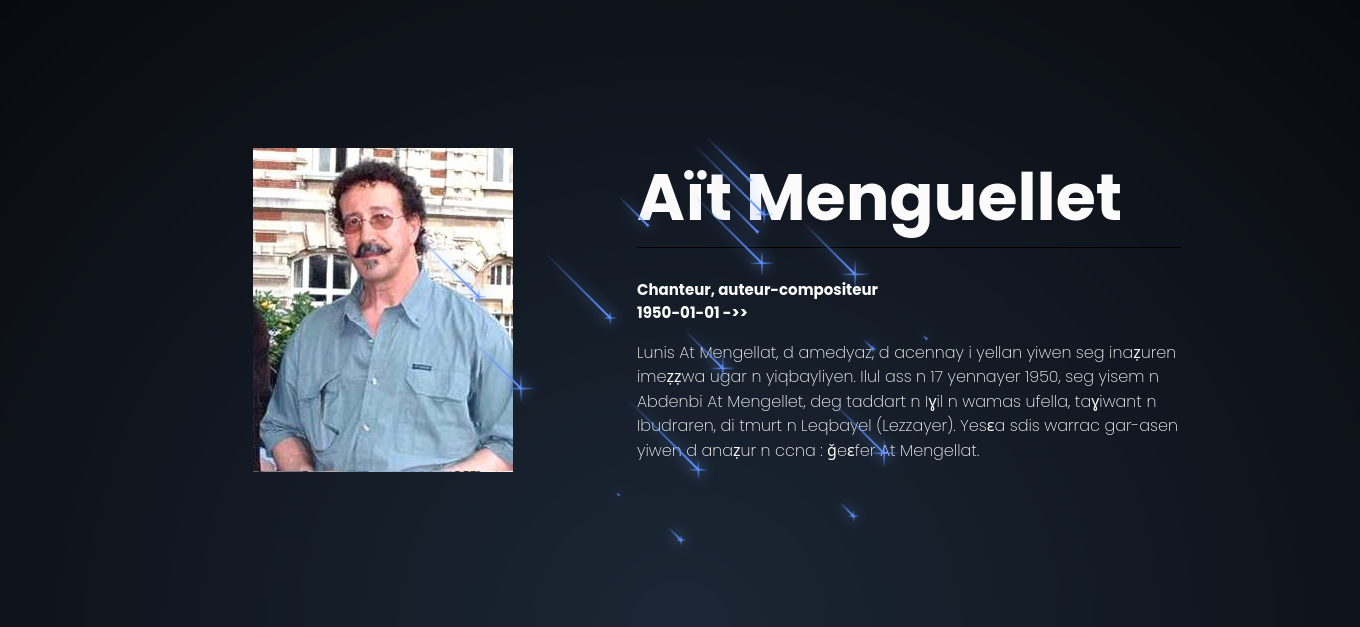 Aït Menguellet
Chanteur, auteur-compositeur
1950-01-01 ->>
Lunis At Mengellat, d amedyaz, d acennay i yellan yiwen seg inaẓuren
imeẓẓwa ugar n yiqbayliyen. Ilul ass n 17 yennayer 1950, seg yisem n
Abdenbi At Mengellet, deg taddart n Iɣil n wamas ufella, taɣiwant n
Ibudraren, di tmurt n Leqbayel (Lezzayer). Yesɛa sdis warrac gar-asen
yiwen d anaẓur n ccna : ǧeɛfer At Mengellat.